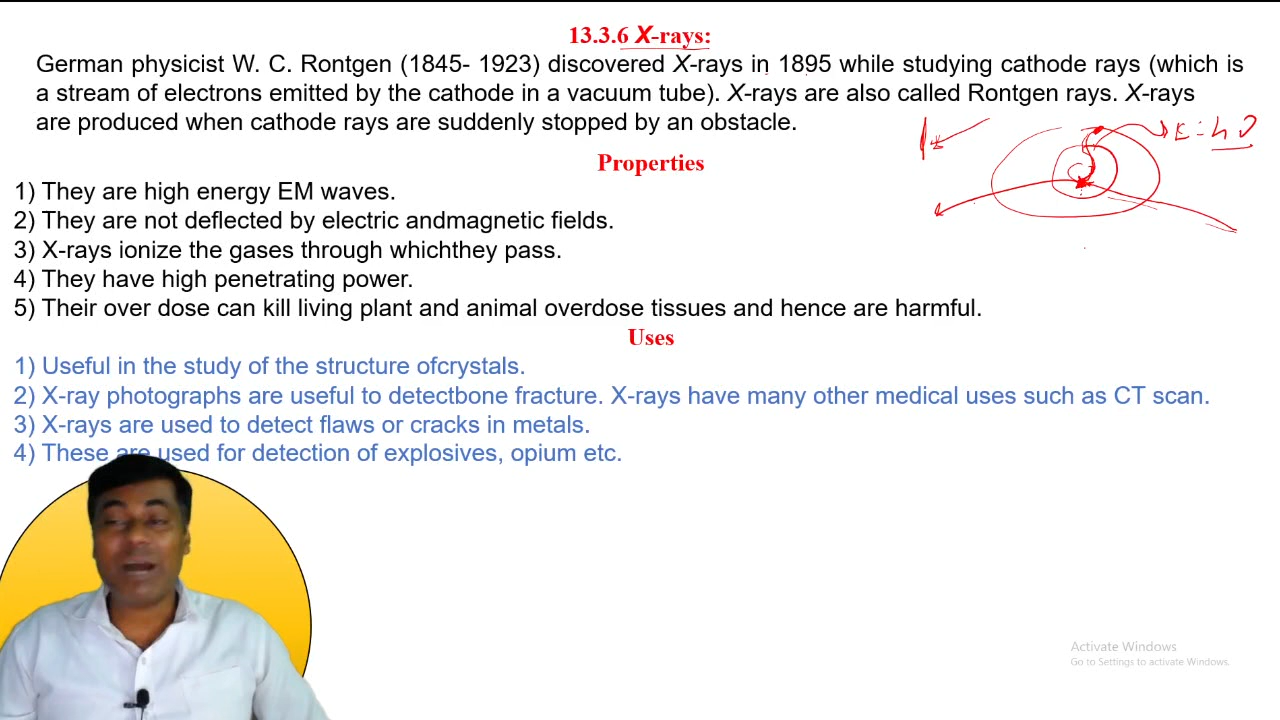 13.3.6 X-rays:
German physicist W. C. Rontgen (1845- 1923) discovered X-rays in 1895 while studying cathode rays (which is
a stream of electrons emitted by the cathode in a vacuum tube). X-rays are also called Rontgen rays. X-rays
are produced when cathode rays are suddenly stopped by an obstacle.
Properties
1) They are high energy EM waves.
2) They are not deflected by electric andmagnetic fields.
3) X-rays ionize the gases through whichthey pass.
4) They have high penetrating power.
5) Their over dose can kill living plant and animal overdose tissues and hence are harmful.
Uses
1) Useful in the study of the structure ofcrystals.
2) X-ray photographs are useful to detectbone fracture. X-rays have many other medical uses such as CT scan.
3) X-rays are used to detect flaws or cracks in metals.
4) These are used for detection of explosives, opium etc.
Activate Windows
Go to Settings to activate Windows.